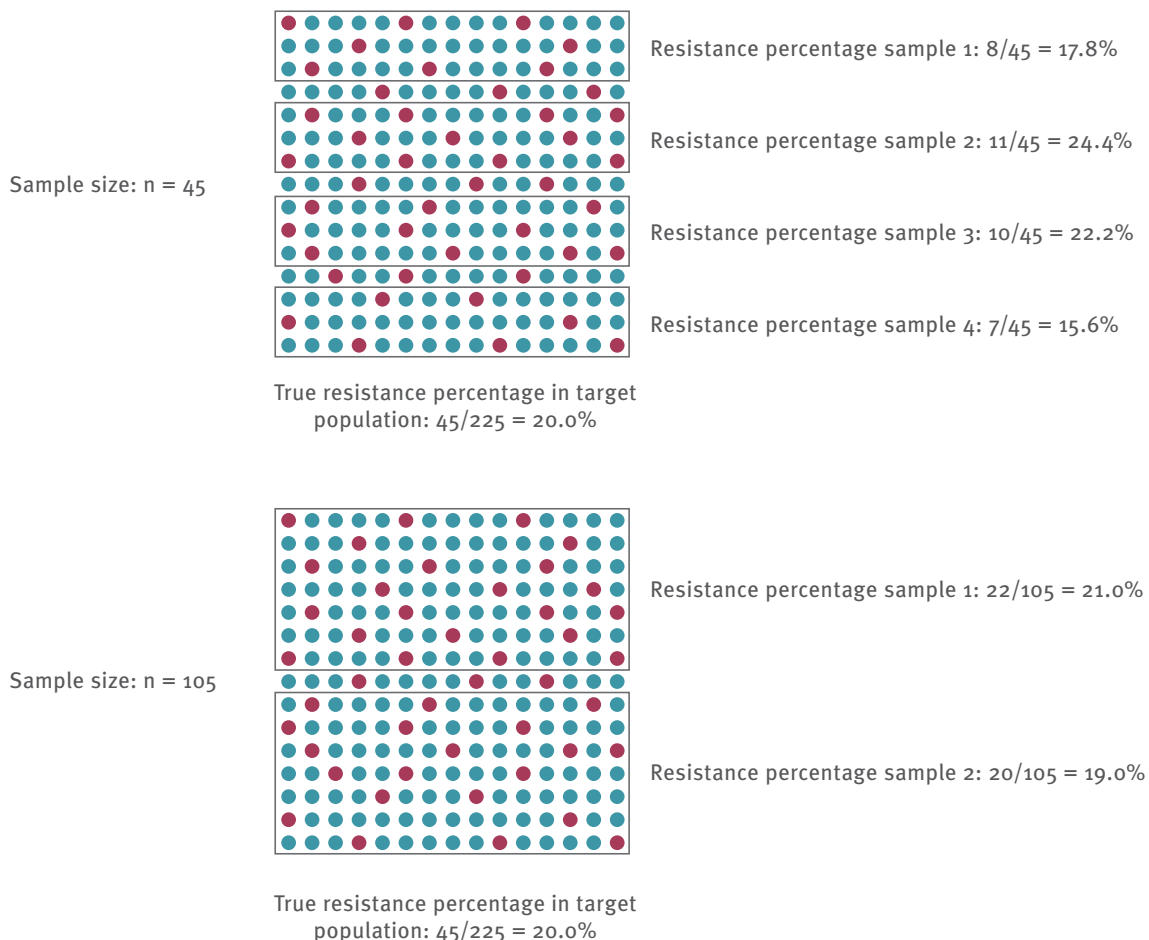 Resistance percentage sample 1: 8/45 = 17.8%
Resistance percentage sample 2: 11/45 = 24.4%
Sample size: n = 45
Resistance percentage sample 3: 10/45 = 22.2%
Resistance percentage sample 4: 7/45 = 15.6%
True resistance percentage in target
population: 45/225 = 20.0%
Resistance percentage sample 1: 22/105 = 21.0%
Sample size: n = 105
Resistance percentage sample 2: 20/105 = 19.0%
True resistance percentage in target
population: 45/225 = 20.0%